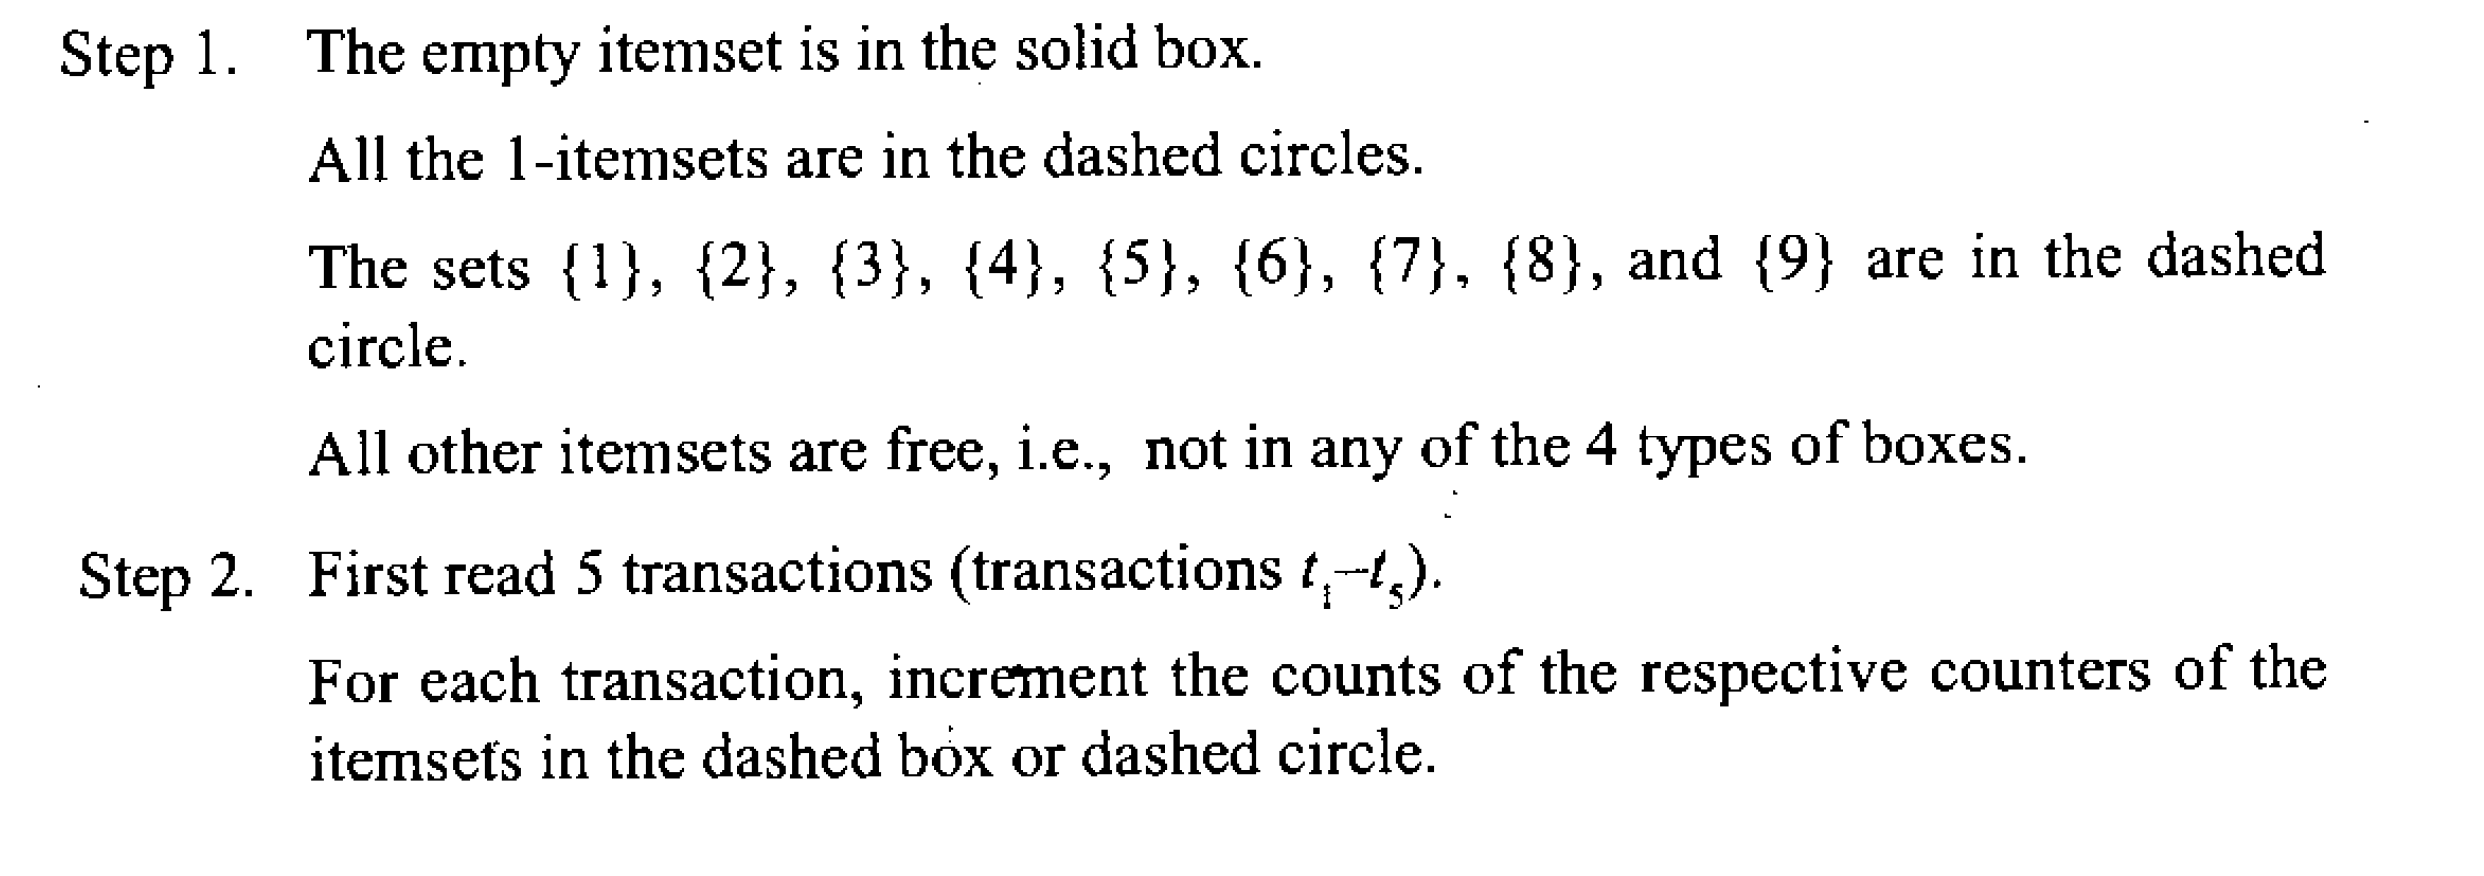 Step 1. The empty itemset is in the solid box.
All the 1-itemsets are in the dashed circles.
The sets {1}, {2}, {3}, {4}, {5}, {6}, {7}, {8}, and {9} are in the dashed
circle.
All other itemsets are free, i.e., not in any of the 4 types of boxes.
Step 2. First read 5 transactions (transactions t₁–t₅).
For each transaction, increment the counts of the respective counters of the
itemsets in the dashed box or dashed circle.